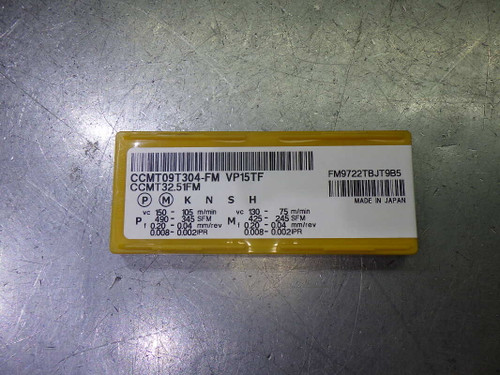 CCMT09T304-FM VP15TF
CCMT32.51FM
P M K N S H
P vc 150 - 105 m/min
490 - 345 SFM
f 0.20 - 0.04 mm/rev
0.008 - 0.002IPR
M vc 130 - 75 m/min
425 - 245 SFM
f 0.20 - 0.04 mm/rev
0.008 - 0.002IPR
FM9722TBJT9B5
MADE IN JAPAN